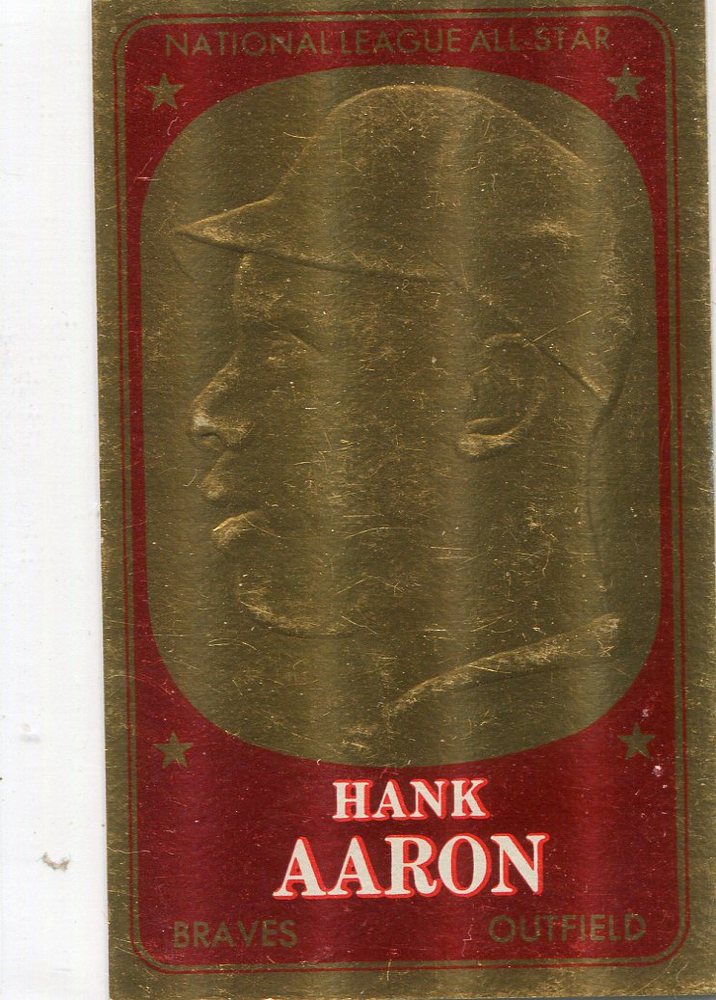 NATIONAL LEAGUE ALL-STAR
HANK
AARON
BRAVES OUTFIELD